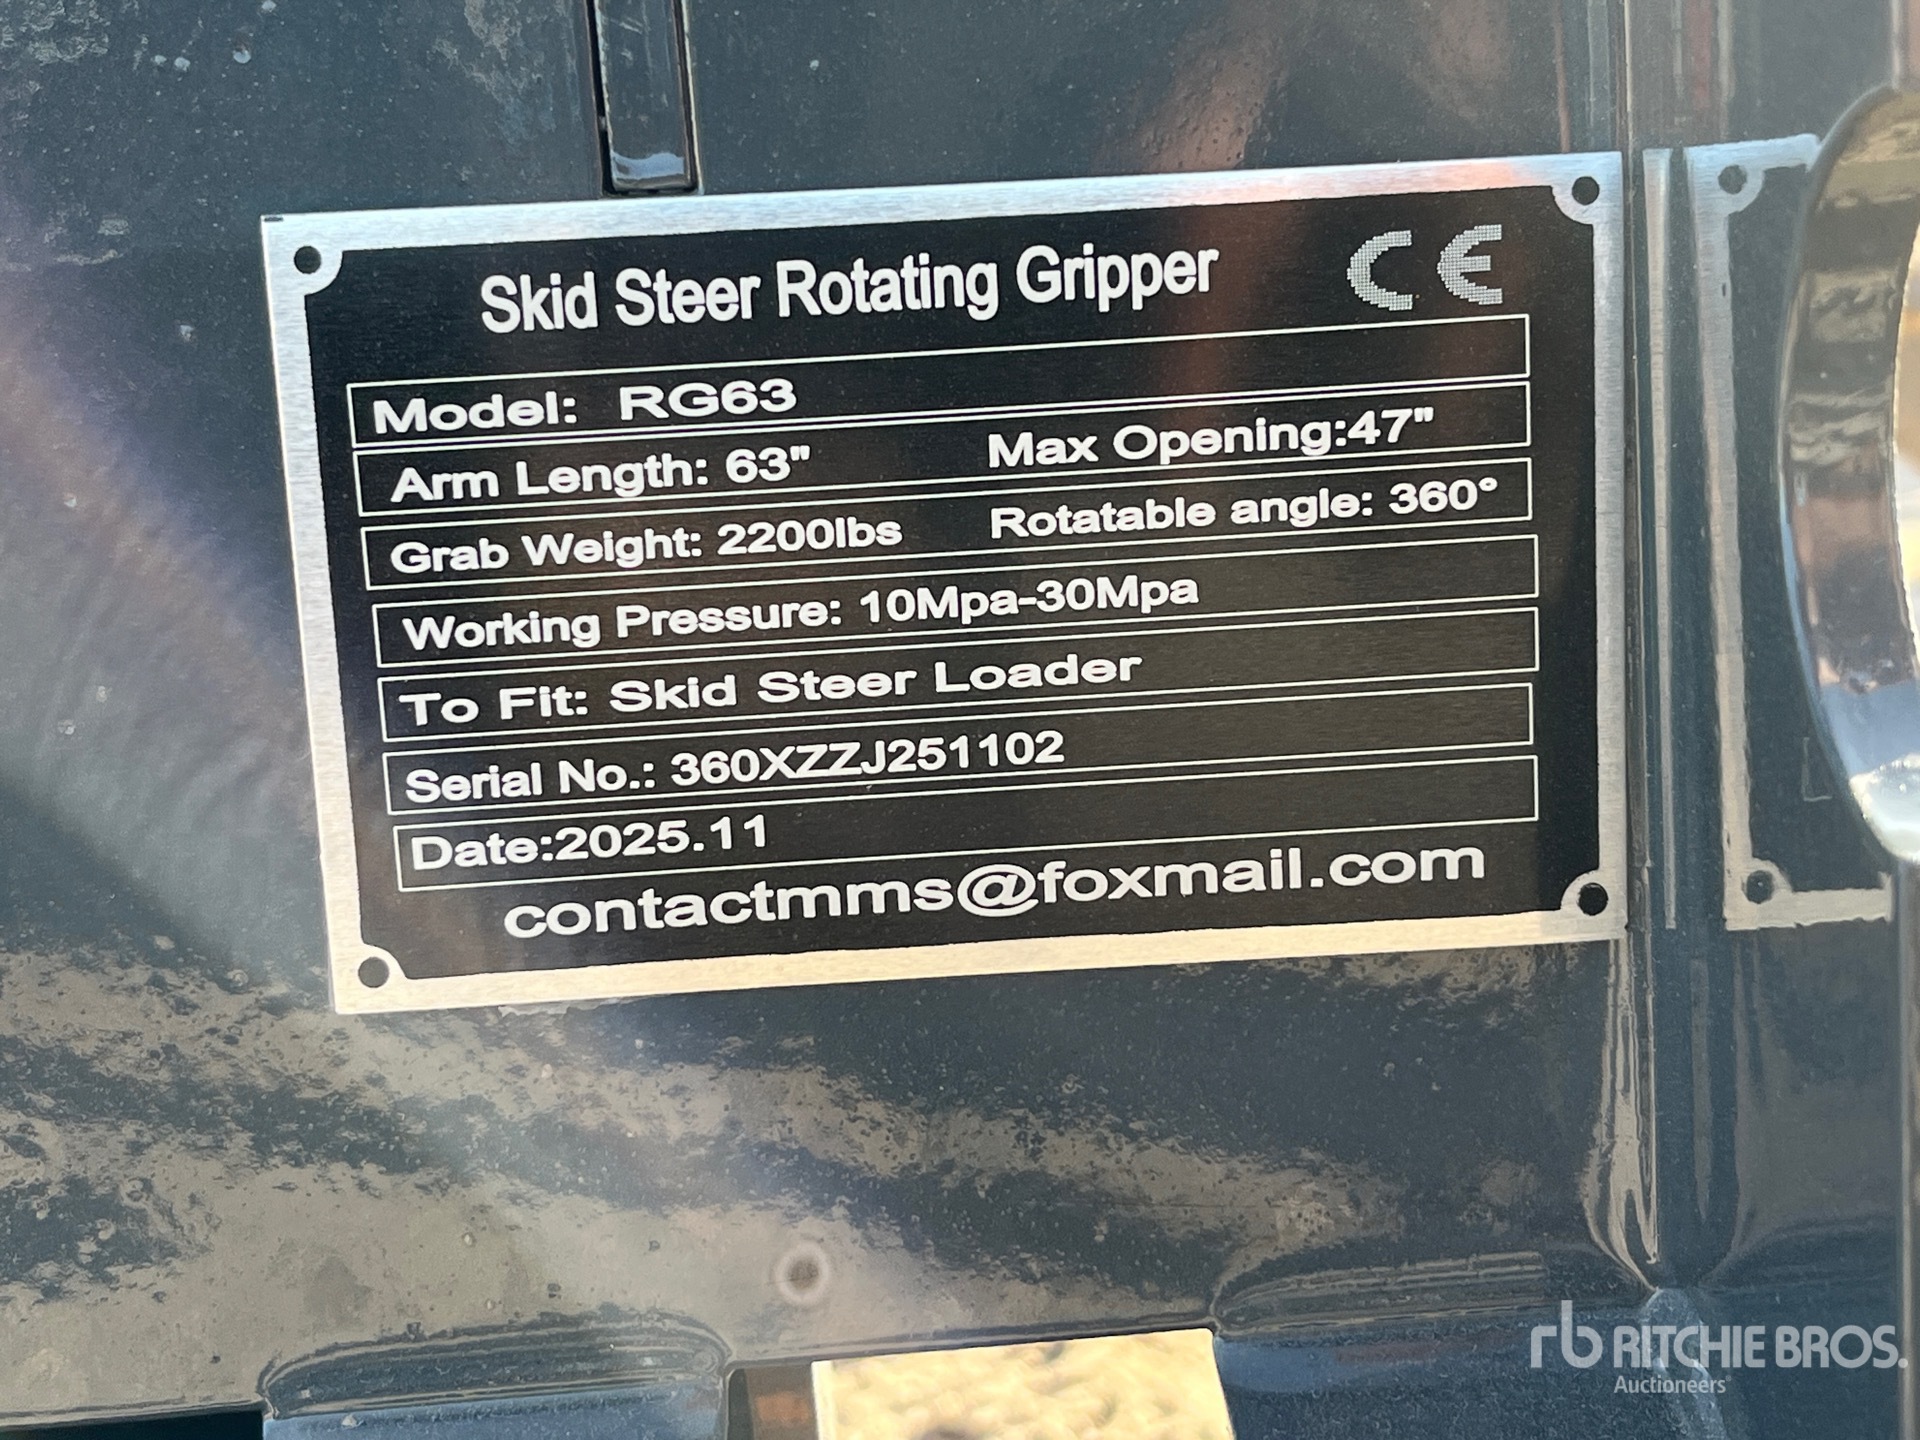 Skid Steer Rotating Gripper CE
Model: RG63
Arm Length: 63" Max Opening:47"
Grab Weight: 2200lbs Rotatable angle: 360°
Working Pressure: 10Mpa-30Mpa
To Fit: Skid Steer Loader
Serial No.: 360XZZJ251102
Date:2025.11
contactmms@foxmail.com
rb RITCHIE BROS.
Auctioneers